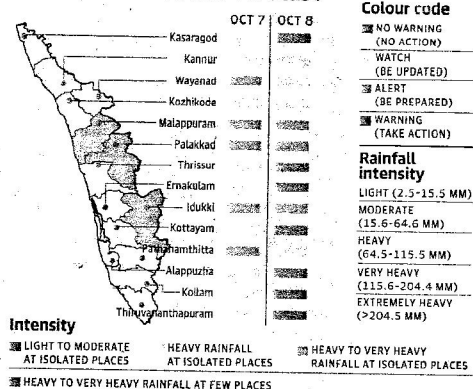 OCT 7
OCT 8
Kasaragod
Kannur
Wayanad
Kozhikode
Malappuram
Palakkad
Thrissur
Ernakulam
Idukki
Kottayam
Pathanamthitta
Alappuzha
Kollam
Thiruvananthapuram
Colour code
NO WARNING
(NO ACTION)
WATCH
(BE UPDATED)
ALERT
(BE PREPARED)
WARNING
(TAKE ACTION)
Rainfall
intensity
LIGHT (2.5-15.5 MM)
MODERATE
(15.6-64.6 MM)
HEAVY
(64.5-115.5 MM)
VERY HEAVY
(115.6-204.4 MM)
EXTREMELY HEAVY
(>204.5 MM)
Intensity
LIGHT TO MODERATE
AT ISOLATED PLACES
HEAVY RAINFALL
AT ISOLATED PLACES
HEAVY TO VERY HEAVY
RAINFALL AT ISOLATED PLACES
HEAVY TO VERY HEAVY RAINFALL AT FEW PLACES